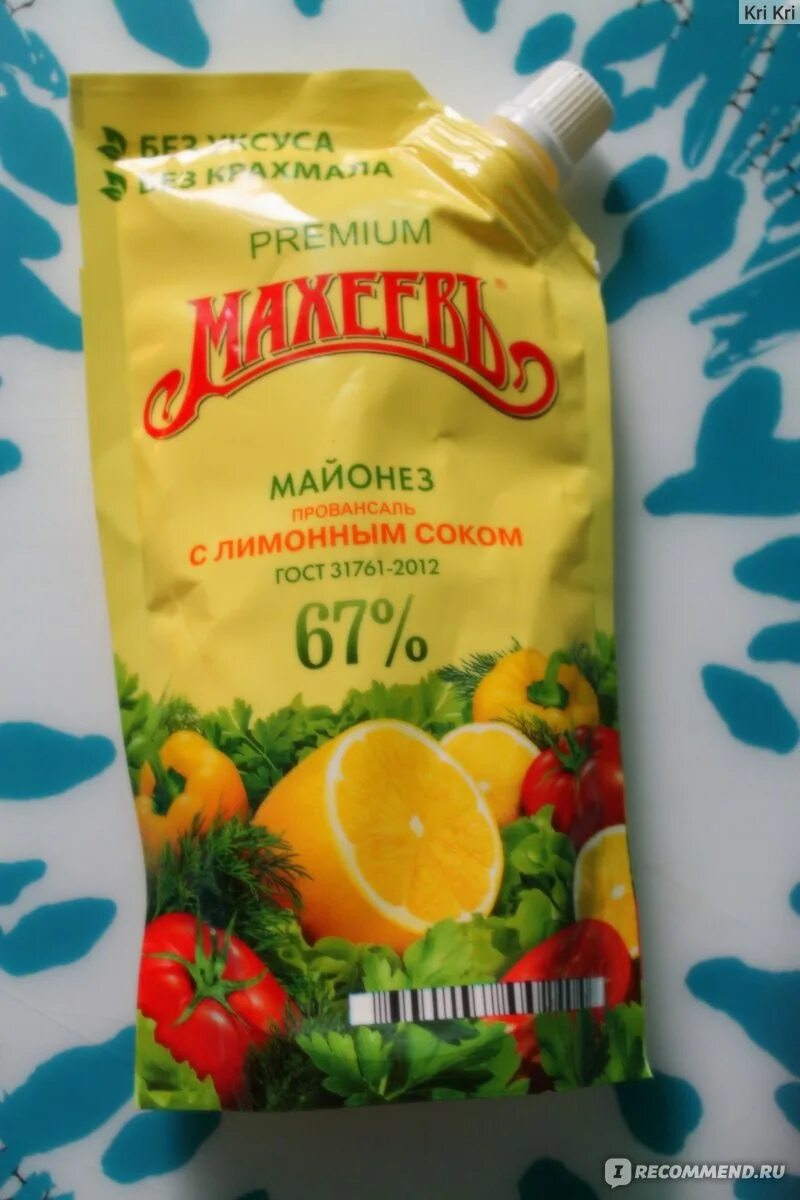 Kri Kri
БЕЗ УКСУСА
БЕЗ КРАХМАЛА
PREMIUM
МАХЕЕВЪ®
МАЙОНЕЗ
ПРОВАНСАЛЬ
С ЛИМОННЫМ СОКОМ
ГОСТ 31761-2012
67%
IRECOMMEND.RU